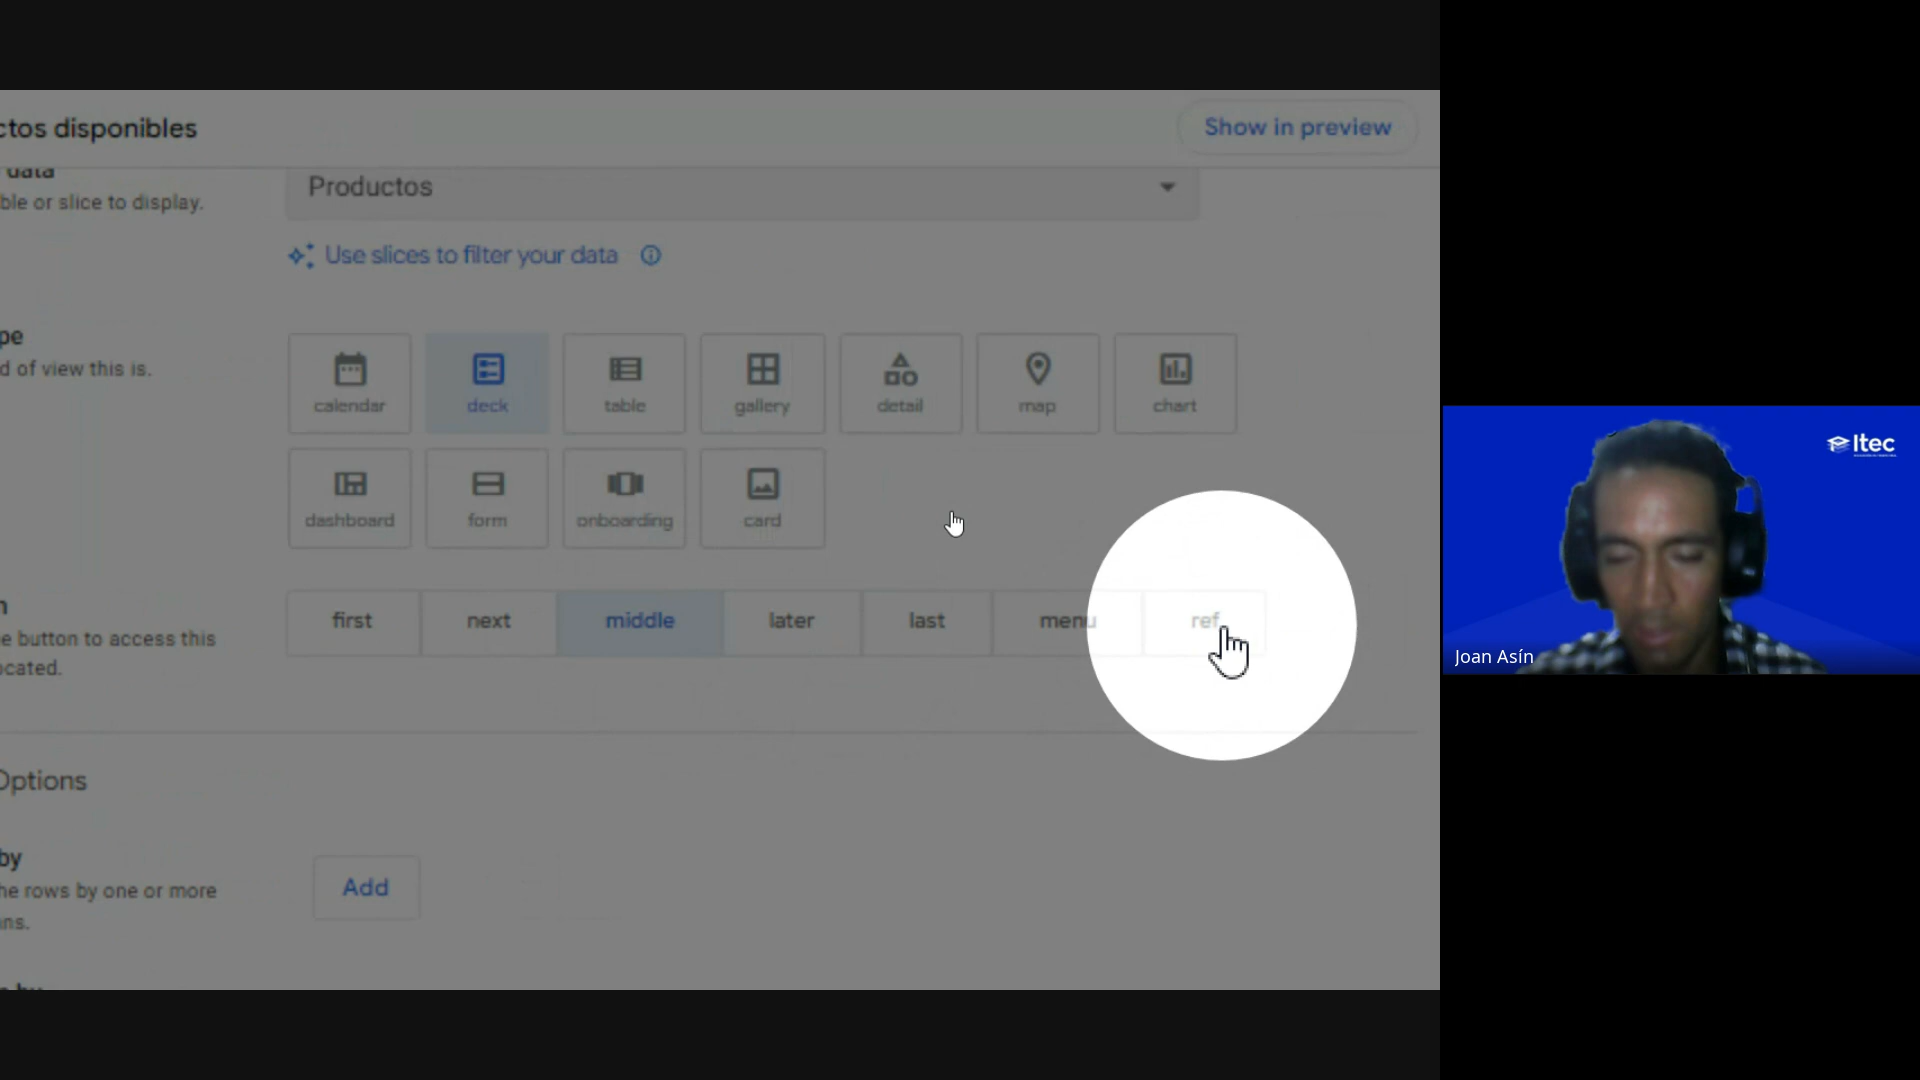 ctos disponibles
Show in preview
data
Productos
ble or slice to display.
Use slices to filter your data
pe
d of view this is.
calendar
deck
table
gallery
detail
map
chart
dashboard
form
onboarding
card
n
e button to access this
ocated.
first
next
middle
later
last
menu
ref
Options
by
he rows by one or more
ns.
Add
Itec
Joan Asín